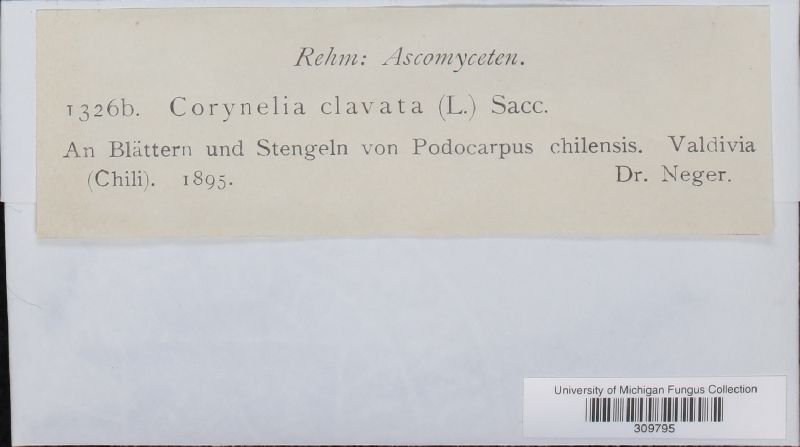 Rehm: Ascomyceten.
1326b. Corynelia clavata (L.) Sacc.
An Blättern und Stengeln von Podocarpus chilensis. Valdivia
(Chili). 1895. Dr. Neger.
University of Michigan Fungus Collection
309795